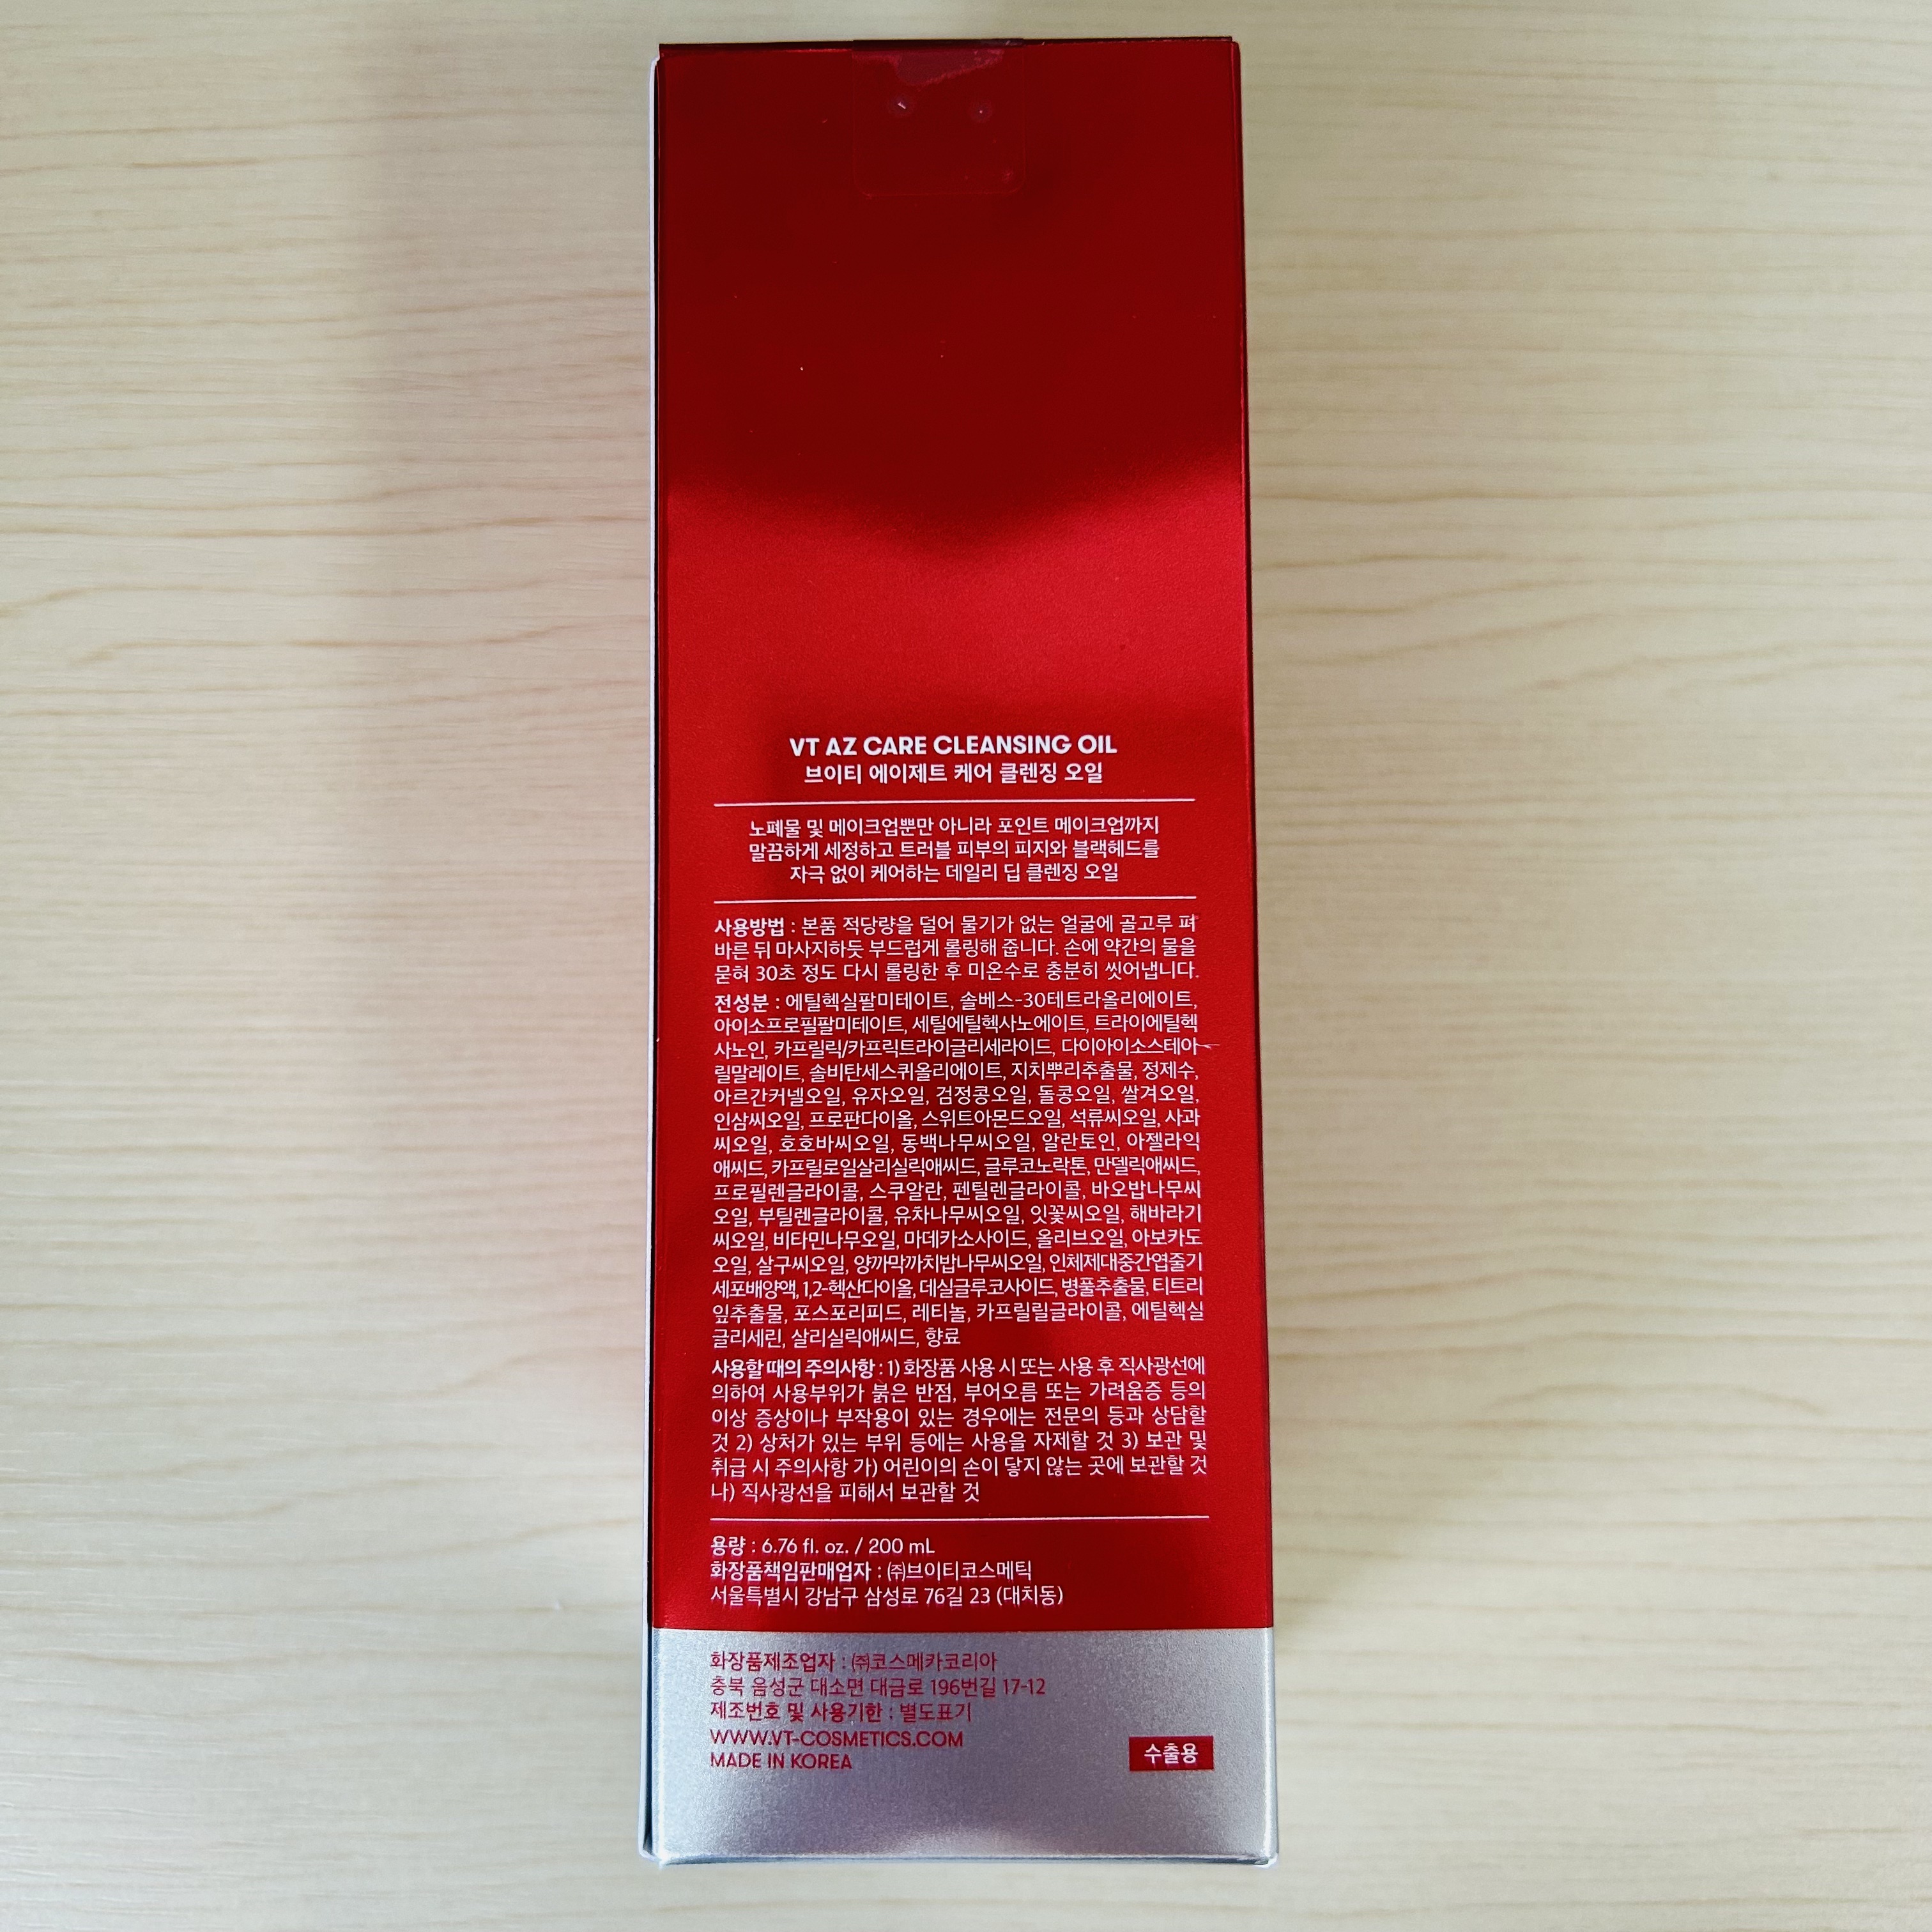 VT AZ CARE CLEANSING OIL
브이티 에이제트 케어 클렌징 오일
노폐물 및 메이크업뿐만 아니라 포인트 메이크업까지
말끔하게 세정하고 트러블 피부의 피지와 블랙헤드를
자극 없이 케어하는 데일리 딥 클렌징 오일
사용방법 : 본품 적당량을 덜어 물기가 없는 얼굴에 골고루 펴
바른 뒤 마사지하듯 부드럽게 롤링해 줍니다. 손에 약간의 물을
묻혀 30초 정도 다시 롤링한 후 미온수로 충분히 씻어냅니다.
전성분 : 에틸헥실팔미테이트, 솔베스-30테트라올리에이트,
아이소프로필팔미테이트, 세틸에틸헥사노에이트, 트라이에틸헥
사노인, 카프릴릭/카프릭트라이글리세라이드, 다이아이소스테아
릴말레이트, 솔비탄세스퀴올리에이트, 지치뿌리추출물, 정제수,
아르간커넬오일, 유자오일, 검정콩오일, 돌콩오일, 쌀겨오일,
인삼씨오일, 프로판다이올, 스위트아몬드오일, 석류씨오일, 사과
씨오일, 호호바씨오일, 동백나무씨오일, 알란토인, 아젤라익
애씨드, 카프릴로일살리실릭애씨드, 글루코노락톤, 만델릭애씨드,
프로필렌글라이콜, 스쿠알란, 펜틸렌글라이콜, 바오밥나무씨
오일, 부틸렌글라이콜, 유차나무씨오일, 잇꽃씨오일, 해바라기
씨오일, 비타민나무오일, 마데카소사이드, 올리브오일, 아보카도
오일, 살구씨오일, 양까막까치밥나무씨오일, 인체제대중간엽줄기
세포배양액, 1,2-헥산다이올, 데실글루코사이드, 병풀추출물, 티트리
잎추출물, 포스포리피드, 레티놀, 카프릴릴글라이콜, 에틸헥실
글리세린, 살리실릭애씨드, 향료
사용할 때의 주의사항 : 1) 화장품 사용 시 또는 사용 후 직사광선에
의하여 사용부위가 붉은 반점, 부어오름 또는 가려움증 등의
이상 증상이나 부작용이 있는 경우에는 전문의 등과 상담할
것 2) 상처가 있는 부위 등에는 사용을 자제할 것 3) 보관 및
취급 시 주의사항 가) 어린이의 손이 닿지 않는 곳에 보관할 것
나) 직사광선을 피해서 보관할 것
용량 : 6.76 fl. oz. / 200 mL
화장품책임판매업자 : ㈜브이티코스메틱
서울특별시 강남구 삼성로 76길 23 (대치동)
화장품제조업자 : ㈜코스메카코리아
충북 음성군 대소면 대금로 196번길 17-12
제조번호 및 사용기한 : 별도표기
WWW.VT-COSMETICS.COM
MADE IN KOREA
수출용